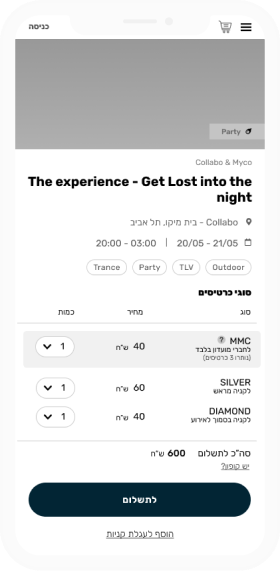 כניסה
Party
Collabo & Myco
The experience - Get Lost into the
night
Collabo - בית מיקו, תל אביב
20:00 - 03:00 | 20/05 - 21/05
Trance Party TLV Outdoor
סוגי כרטיסים
סוג מחיר כמות
MMC ?
לחברי מועדון בלבד
(נותרו 3 כרטיסים)
40 ש"ח
1
SILVER
לקניה מראש
60 ש"ח
1
DIAMOND
לקניה בסמוך לאירוע
40 ש"ח
1
סה"כ לתשלום 600 ש"ח
יש קופון?
לתשלום
הוסף לעגלת קניות